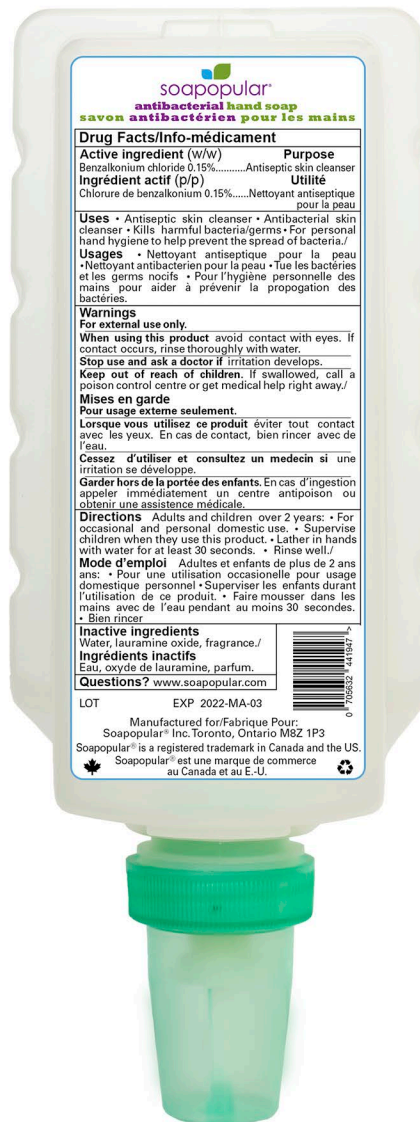 soapopular®
antibacterial hand soap
savon antibactérien pour les mains
Drug Facts/Info-médicament
Active ingredient (w/w) Purpose
Benzalkonium chloride 0.15%...........Antiseptic skin cleanser
Ingrédient actif (p/p) Utilité
Chlorure de benzalkonium 0.15%.....Nettoyant antiseptique
pour la peau
Uses • Antiseptic skin cleanser • Antibacterial skin
cleanser • Kills harmful bacteria/germs • For personal
hand hygiene to help prevent the spread of bacteria./
Usages • Nettoyant antiseptique pour la peau
•Nettoyant antibacterien pour la peau •Tue les bactéries
et les germs nocifs • Pour l'hygiène personnelle des
mains pour aider à prévenir la propogation des
bactéries.
Warnings
For external use only.
When using this product avoid contact with eyes. If
contact occurs, rinse thoroughly with water.
Stop use and ask a doctor if irritation develops.
Keep out of reach of children. If swallowed, call a
poison control centre or get medical help right away./
Mises en garde
Pour usage externe seulement.
Lorsque vous utilisez ce produit éviter tout contact
avec les yeux. En cas de contact, bien rincer avec de
l'eau.
Cessez d'utiliser et consultez un medecin si une
irritation se développe.
Garder hors de la portée des enfants. En cas d'ingestion
appeler immédiatement un centre antipoison ou
obtenir une assistance médicale.
Directions Adults and children over 2 years: • For
occasional and personal domestic use. • Supervise
children when they use this product. • Lather in hands
with water for at least 30 seconds. • Rinse well./
Mode d'emploi Adultes et enfants de plus de 2 ans
ans: • Pour une utilisation occasionelle pour usage
domestique personnel • Superviser les enfants durant
l'utilisation de ce produit. • Faire mousser dans les
mains avec de l'eau pendant au moins 30 secondes.
• Bien rincer
Inactive ingredients
Water, lauramine oxide, fragrance./
Ingrédients inactifs
Eau, oxyde de lauramine, parfum.
Questions? www.soapopular.com
0 705632 441947 >
LOT EXP 2022-MA-03
Manufactured for/Fabrique Pour:
Soapopular® Inc. Toronto, Ontario M8Z 1P3
Soapopular® is a registered trademark in Canada and the US.
Soapopular® est une marque de commerce
au Canada et au E.-U.